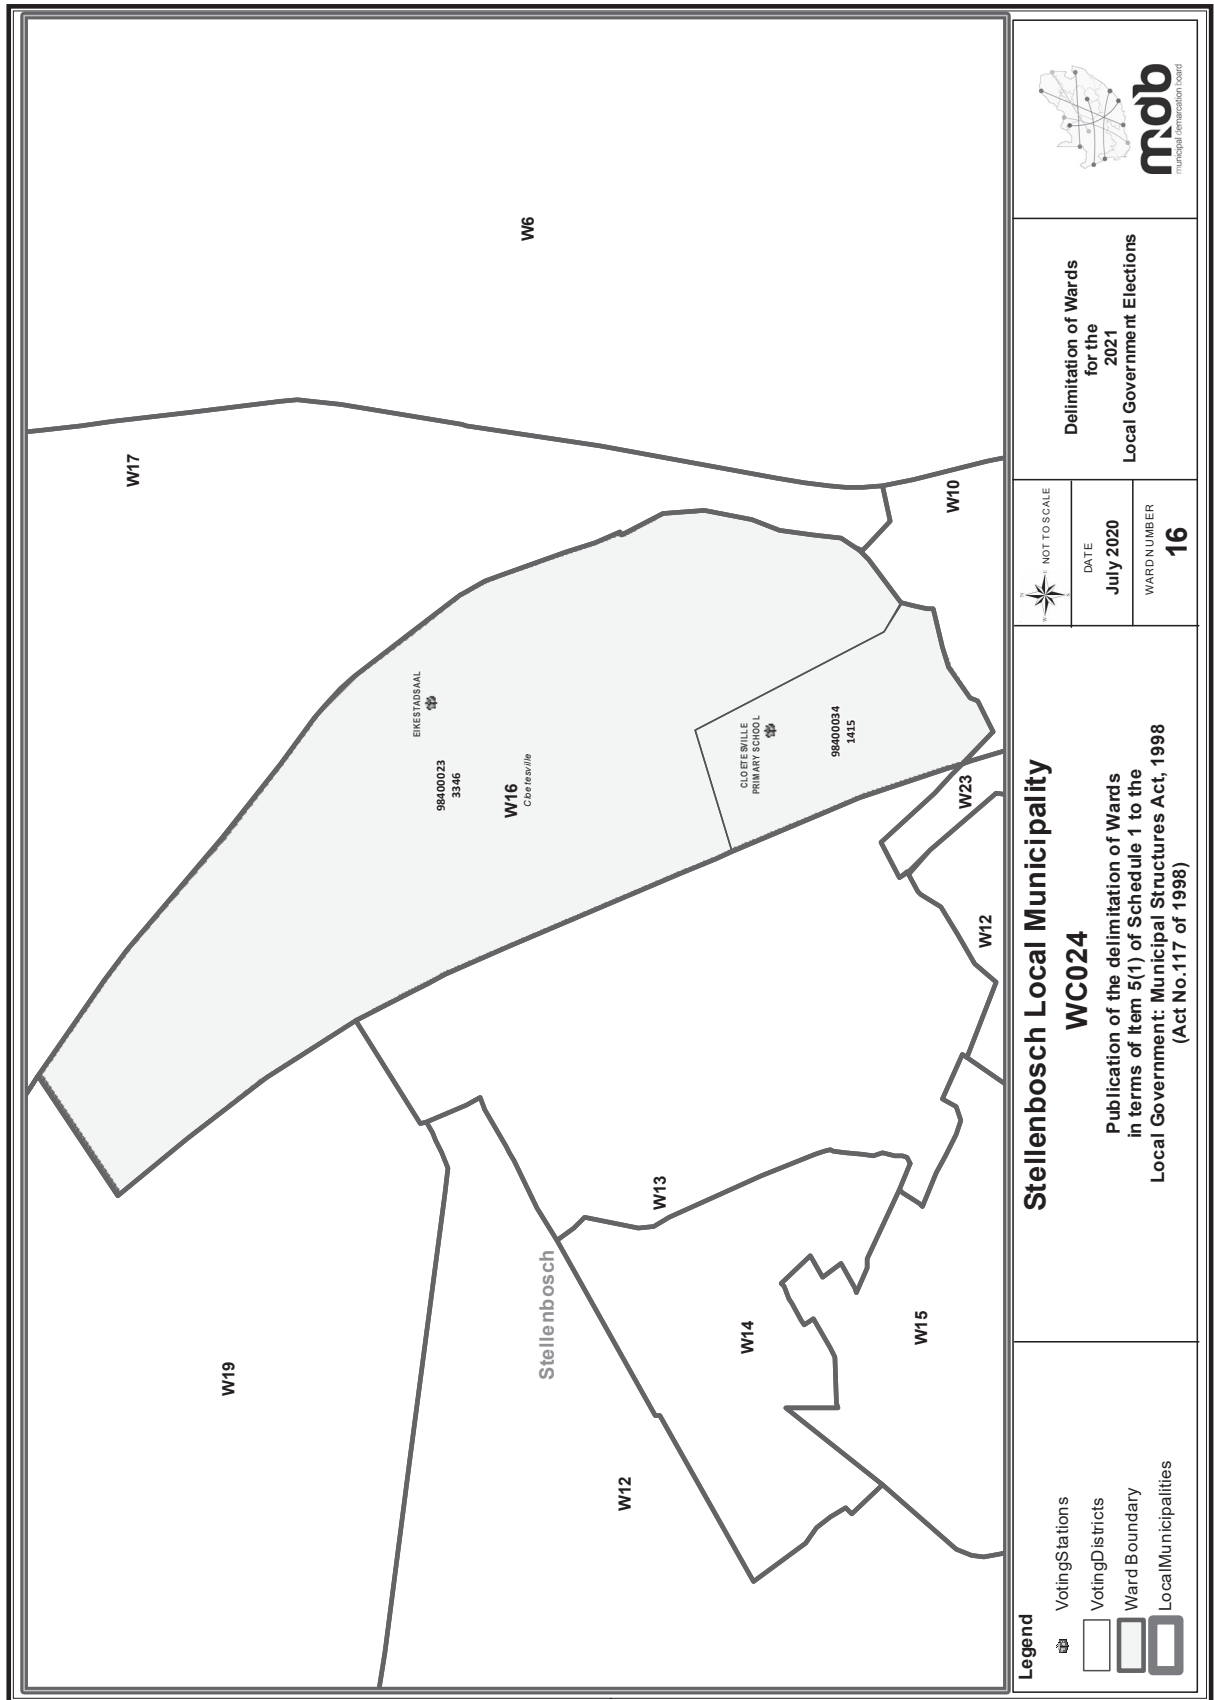 W19
W17
W6
EIKESTADSAAL
98400023
3346
W16
Cloetesville
Stellenbosch
W12
W13
W14
CLOETESVILLE
PRIMARY SCHOOL
98400034
1415
W15
W12
W23
W10
Legend
VotingStations
VotingDistricts
Ward Boundary
LocalMunicipalities
Stellenbosch Local Municipality
WC024
Publication of the delimitation of Wards
in terms of Item 5(1) of Schedule 1 to the
Local Government: Municipal Structures Act, 1998
(Act No.117 of 1998)
N
W
E
S
NOT TO SCALE
DATE
July 2020
WARD NUMBER
16
Delimitation of Wards
for the
2021
Local Government Elections
mdb
municipal demarcation board